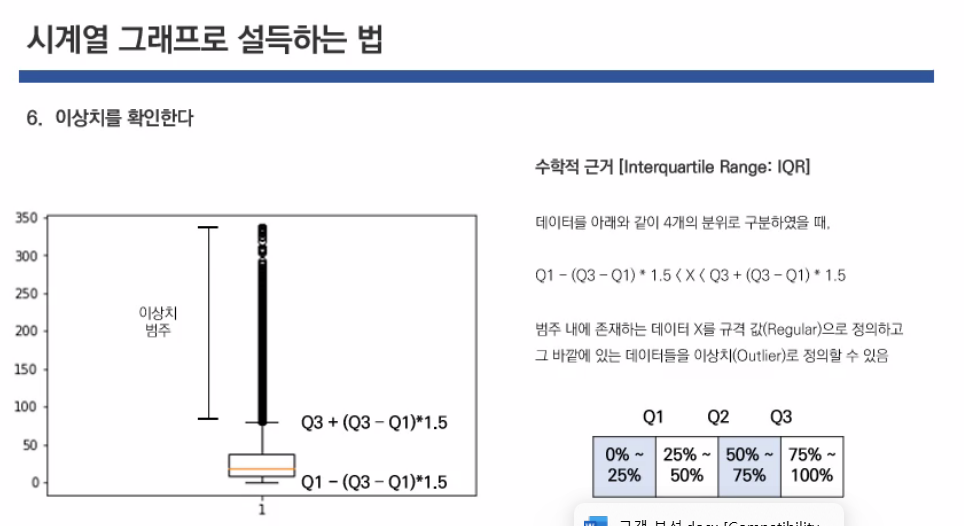 시계열 그래프로 설득하는 법
6. 이상치를 확인한다
수학적 근거 [Interquartile Range: IQR]
데이터를 아래와 같이 4개의 분위로 구분하였을 때,
Q1 – (Q3 – Q1) * 1.5 < X < Q3 + (Q3 – Q1) * 1.5
범주 내에 존재하는 데이터 X를 규격 값(Regular)으로 정의하고
그 바깥에 있는 데이터들을 이상치(Outlier)로 정의할 수 있음
350
300
250
200
150
100
50
0
이상치
범주
Q3 + (Q3 – Q1)*1.5
Q1 – (Q3 – Q1)*1.5
1
Q1 Q2 Q3
0% ~ 25% ~ 50% ~ 75% ~
25% 50% 75% 100%